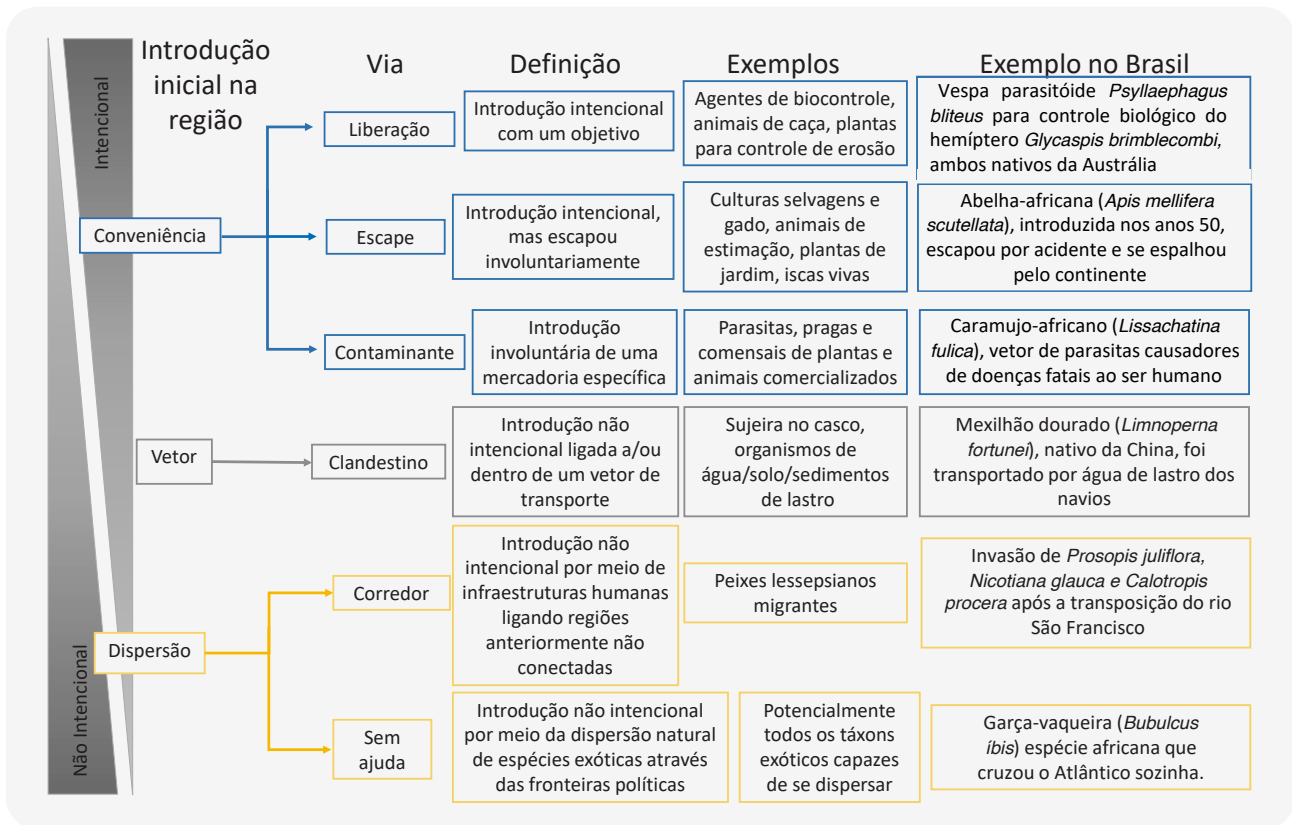 Intencional
Não Intencional
Introdução
inicial na
região
Via
Definição
Exemplos
Exemplo no Brasil
Conveniência
Liberação
Introdução intencional
com um objetivo
Agentes de biocontrole,
animais de caça, plantas
para controle de erosão
Vespa parasitóide Psyllaephagus
bliteus para controle biológico do
hemíptero Glycaspis brimblecombi,
ambos nativos da Austrália
Escape
Introdução intencional,
mas escapou
involuntariamente
Culturas selvagens e
gado, animais de
estimação, plantas de
jardim, iscas vivas
Abelha-africana (Apis mellifera
scutellata), introduzida nos anos 50,
escapou por acidente e se espalhou
pelo continente
Contaminante
Introdução
involuntária de uma
mercadoria específica
Parasitas, pragas e
comensais de plantas e
animais comercializados
Caramujo-africano (Lissachatina
fulica), vetor de parasitas causadores
de doenças fatais ao ser humano
Vetor
Clandestino
Introdução não
intencional ligada a/ou
dentro de um vetor de
transporte
Sujeira no casco,
organismos de
água/solo/sedimentos
de lastro
Mexilhão dourado (Limnoperna
fortunei), nativo da China, foi
transportado por água de lastro dos
navios
Dispersão
Corredor
Introdução não
intencional por meio de
infraestruturas humanas
ligando regiões
anteriormente não
conectadas
Peixes lessepsianos
migrantes
Invasão de Prosopis juliflora,
Nicotiana glauca e Calotropis
procera após a transposição do rio
São Francisco
Sem
ajuda
Introdução não intencional
por meio da dispersão natural
de espécies exóticas através
das fronteiras políticas
Potencialmente
todos os táxons
exóticos capazes
de se dispersar
Garça-vaqueira (Bubulcus
íbis) espécie africana que
cruzou o Atlântico sozinha.